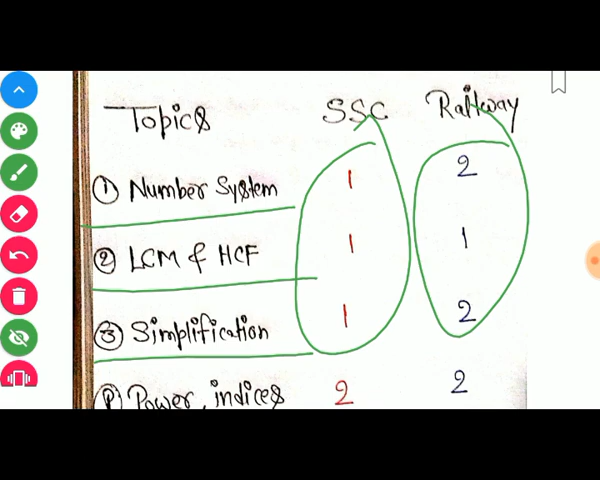 Topics SSC Railway
① Number System 1 2
② LCM & HCF 1 1
③ Simplification 1 2
Power, indices 2 2